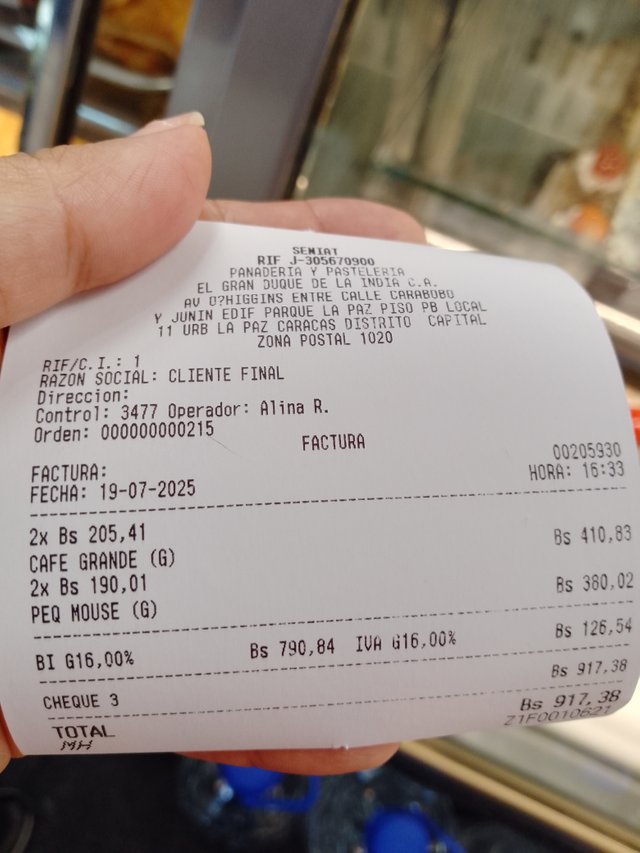 SENIAT
RIF J-305670900
PANADERIA Y PASTELERIA
EL GRAN DUQUE DE LA INDIA C.A.
AV O?HIGGINS ENTRE CALLE CARABOBO
Y JUNIN EDIF PARQUE LA PAZ PISO PB LOCAL
11 URB LA PAZ CARACAS DISTRITO CAPITAL
ZONA POSTAL 1020
RIF/C.I.: 1
RAZON SOCIAL: CLIENTE FINAL
Direccion:
Control: 3477 Operador: Alina R.
Orden: 000000000215
FACTURA
FACTURA: 00205930
FECHA: 19-07-2025 HORA: 16:33
2x Bs 205,41
CAFE GRANDE (G) Bs 410,83
2x Bs 190,01
PEQ MOUSE (G) Bs 380,02
BI G16,00% Bs 790,84 IVA G16,00% Bs 126,54
CHEQUE 3 Bs 917,38
TOTAL Bs 917,38
MH Z1F0010621